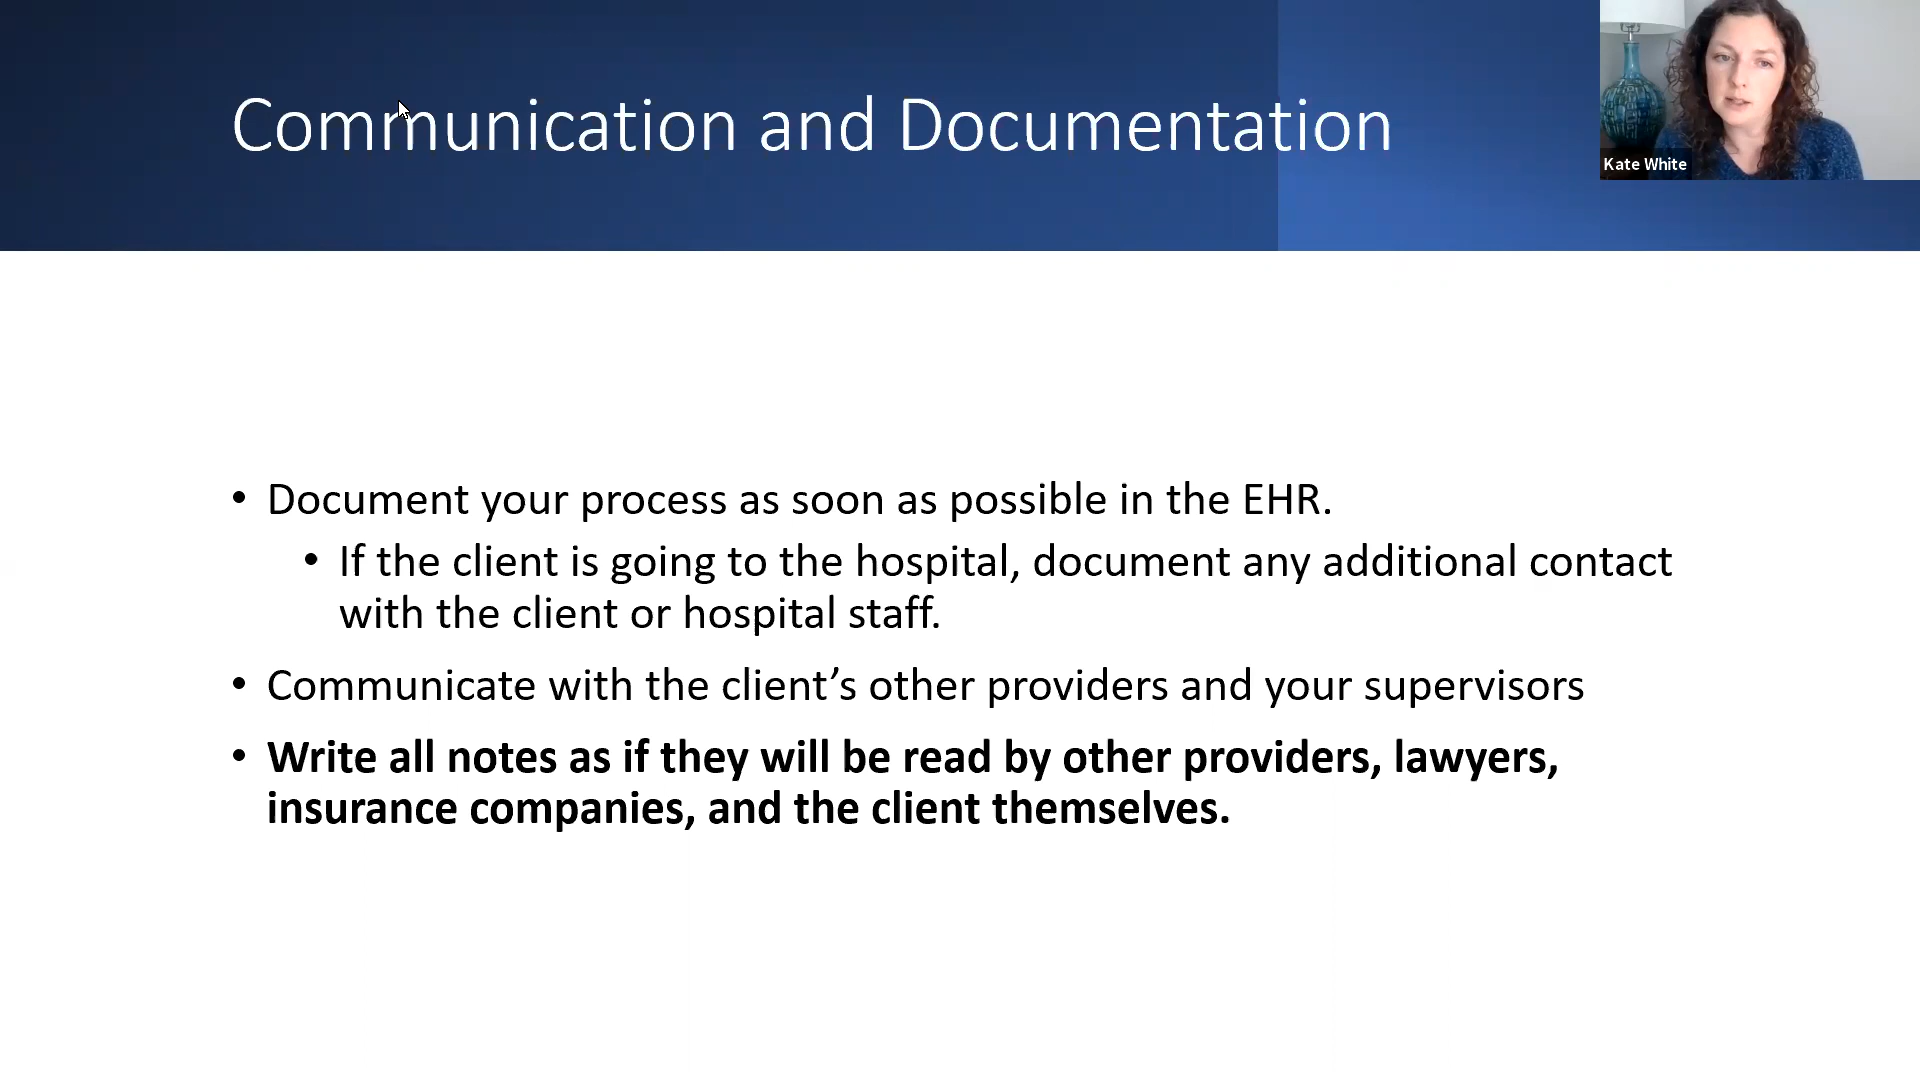 Communication and Documentation
Kate White
• Document your process as soon as possible in the EHR.
• If the client is going to the hospital, document any additional contact
with the client or hospital staff.
• Communicate with the client’s other providers and your supervisors
• Write all notes as if they will be read by other providers, lawyers,
insurance companies, and the client themselves.